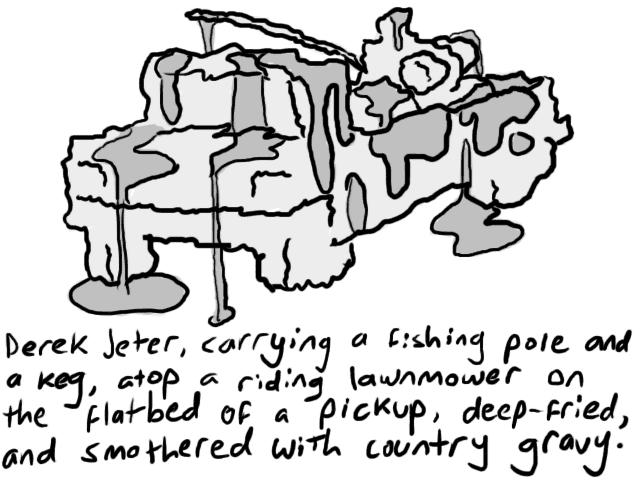 Derek Jeter, carrying a fishing pole and
a keg, atop a riding lawnmower on
the flatbed of a pickup, deep-fried,
and smothered with country gravy.